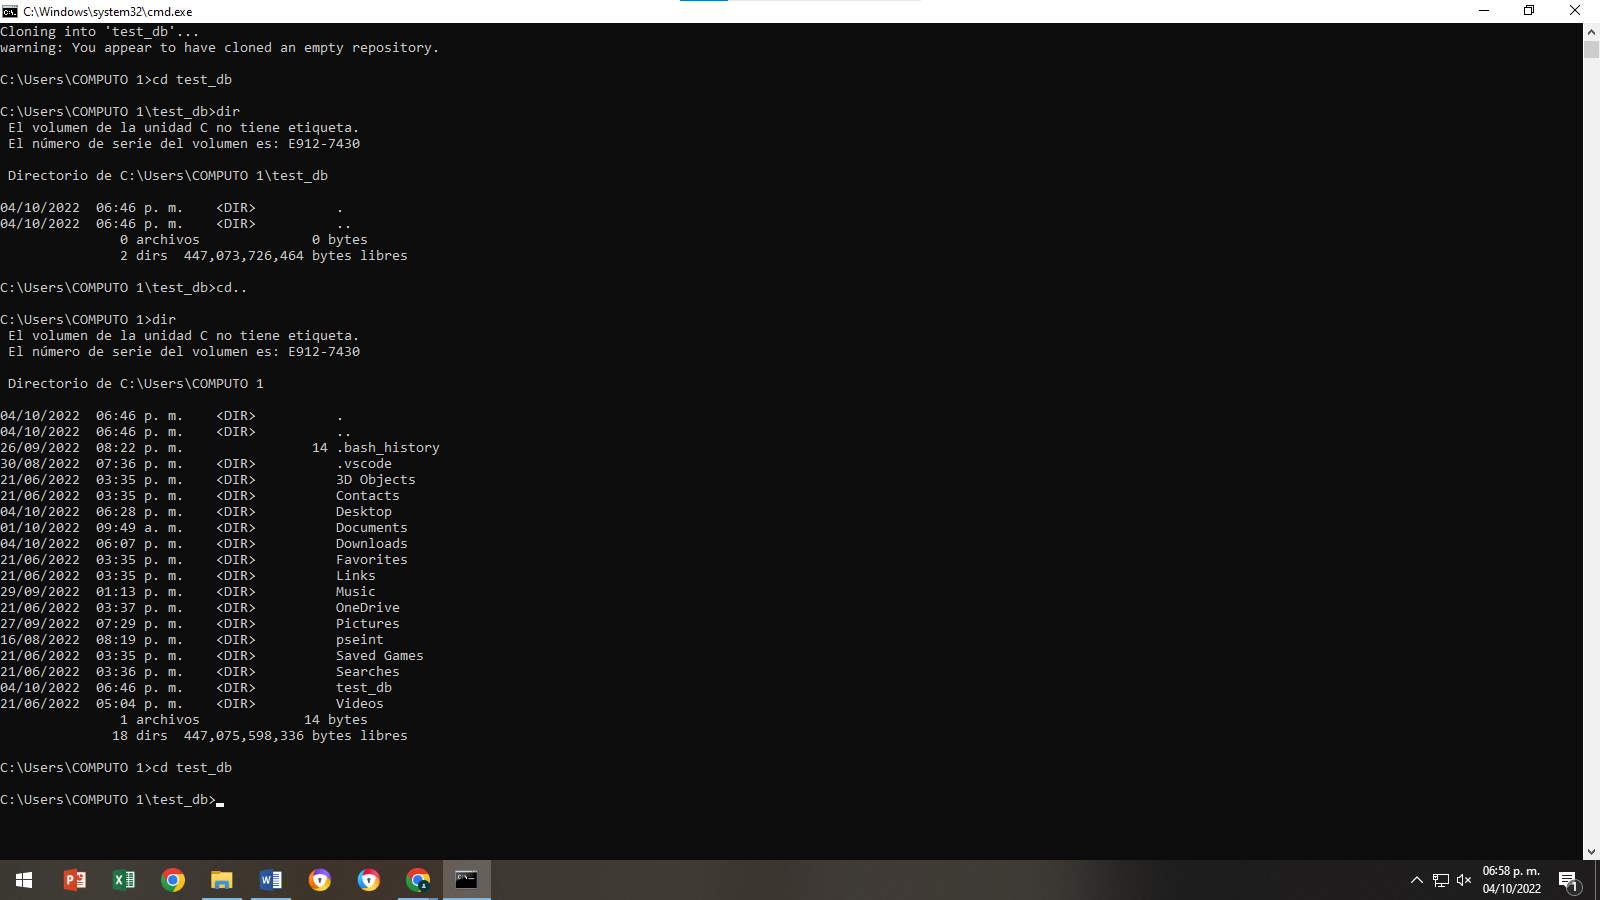 C:\Windows\system32\cmd.exe
Cloning into 'test_db'...
warning: You appear to have cloned an empty repository.
C:\Users\COMPUTO 1>cd test_db
C:\Users\COMPUTO 1\test_db>dir
 El volumen de la unidad C no tiene etiqueta.
 El número de serie del volumen es: E912-7430
 Directorio de C:\Users\COMPUTO 1\test_db
04/10/2022  06:46 p. m.    <DIR>          .
04/10/2022  06:46 p. m.    <DIR>          ..
               0 archivos              0 bytes
               2 dirs  447,073,726,464 bytes libres
C:\Users\COMPUTO 1\test_db>cd..
C:\Users\COMPUTO 1>dir
 El volumen de la unidad C no tiene etiqueta.
 El número de serie del volumen es: E912-7430
 Directorio de C:\Users\COMPUTO 1
04/10/2022  06:46 p. m.    <DIR>          .
04/10/2022  06:46 p. m.    <DIR>          ..
26/09/2022  08:22 p. m.                14 .bash_history
30/08/2022  07:36 p. m.    <DIR>          .vscode
21/06/2022  03:35 p. m.    <DIR>          3D Objects
21/06/2022  03:35 p. m.    <DIR>          Contacts
04/10/2022  06:28 p. m.    <DIR>          Desktop
01/10/2022  09:49 a. m.    <DIR>          Documents
04/10/2022  06:07 p. m.    <DIR>          Downloads
21/06/2022  03:35 p. m.    <DIR>          Favorites
21/06/2022  03:35 p. m.    <DIR>          Links
29/09/2022  01:13 p. m.    <DIR>          Music
21/06/2022  03:37 p. m.    <DIR>          OneDrive
27/09/2022  07:29 p. m.    <DIR>          Pictures
16/08/2022  08:19 p. m.    <DIR>          pseint
21/06/2022  03:35 p. m.    <DIR>          Saved Games
21/06/2022  03:36 p. m.    <DIR>          Searches
04/10/2022  06:46 p. m.    <DIR>          test_db
21/06/2022  05:04 p. m.    <DIR>          Videos
               1 archivos             14 bytes
              18 dirs  447,075,598,336 bytes libres
C:\Users\COMPUTO 1>cd test_db
C:\Users\COMPUTO 1\test_db>
06:58 p. m.
04/10/2022
1